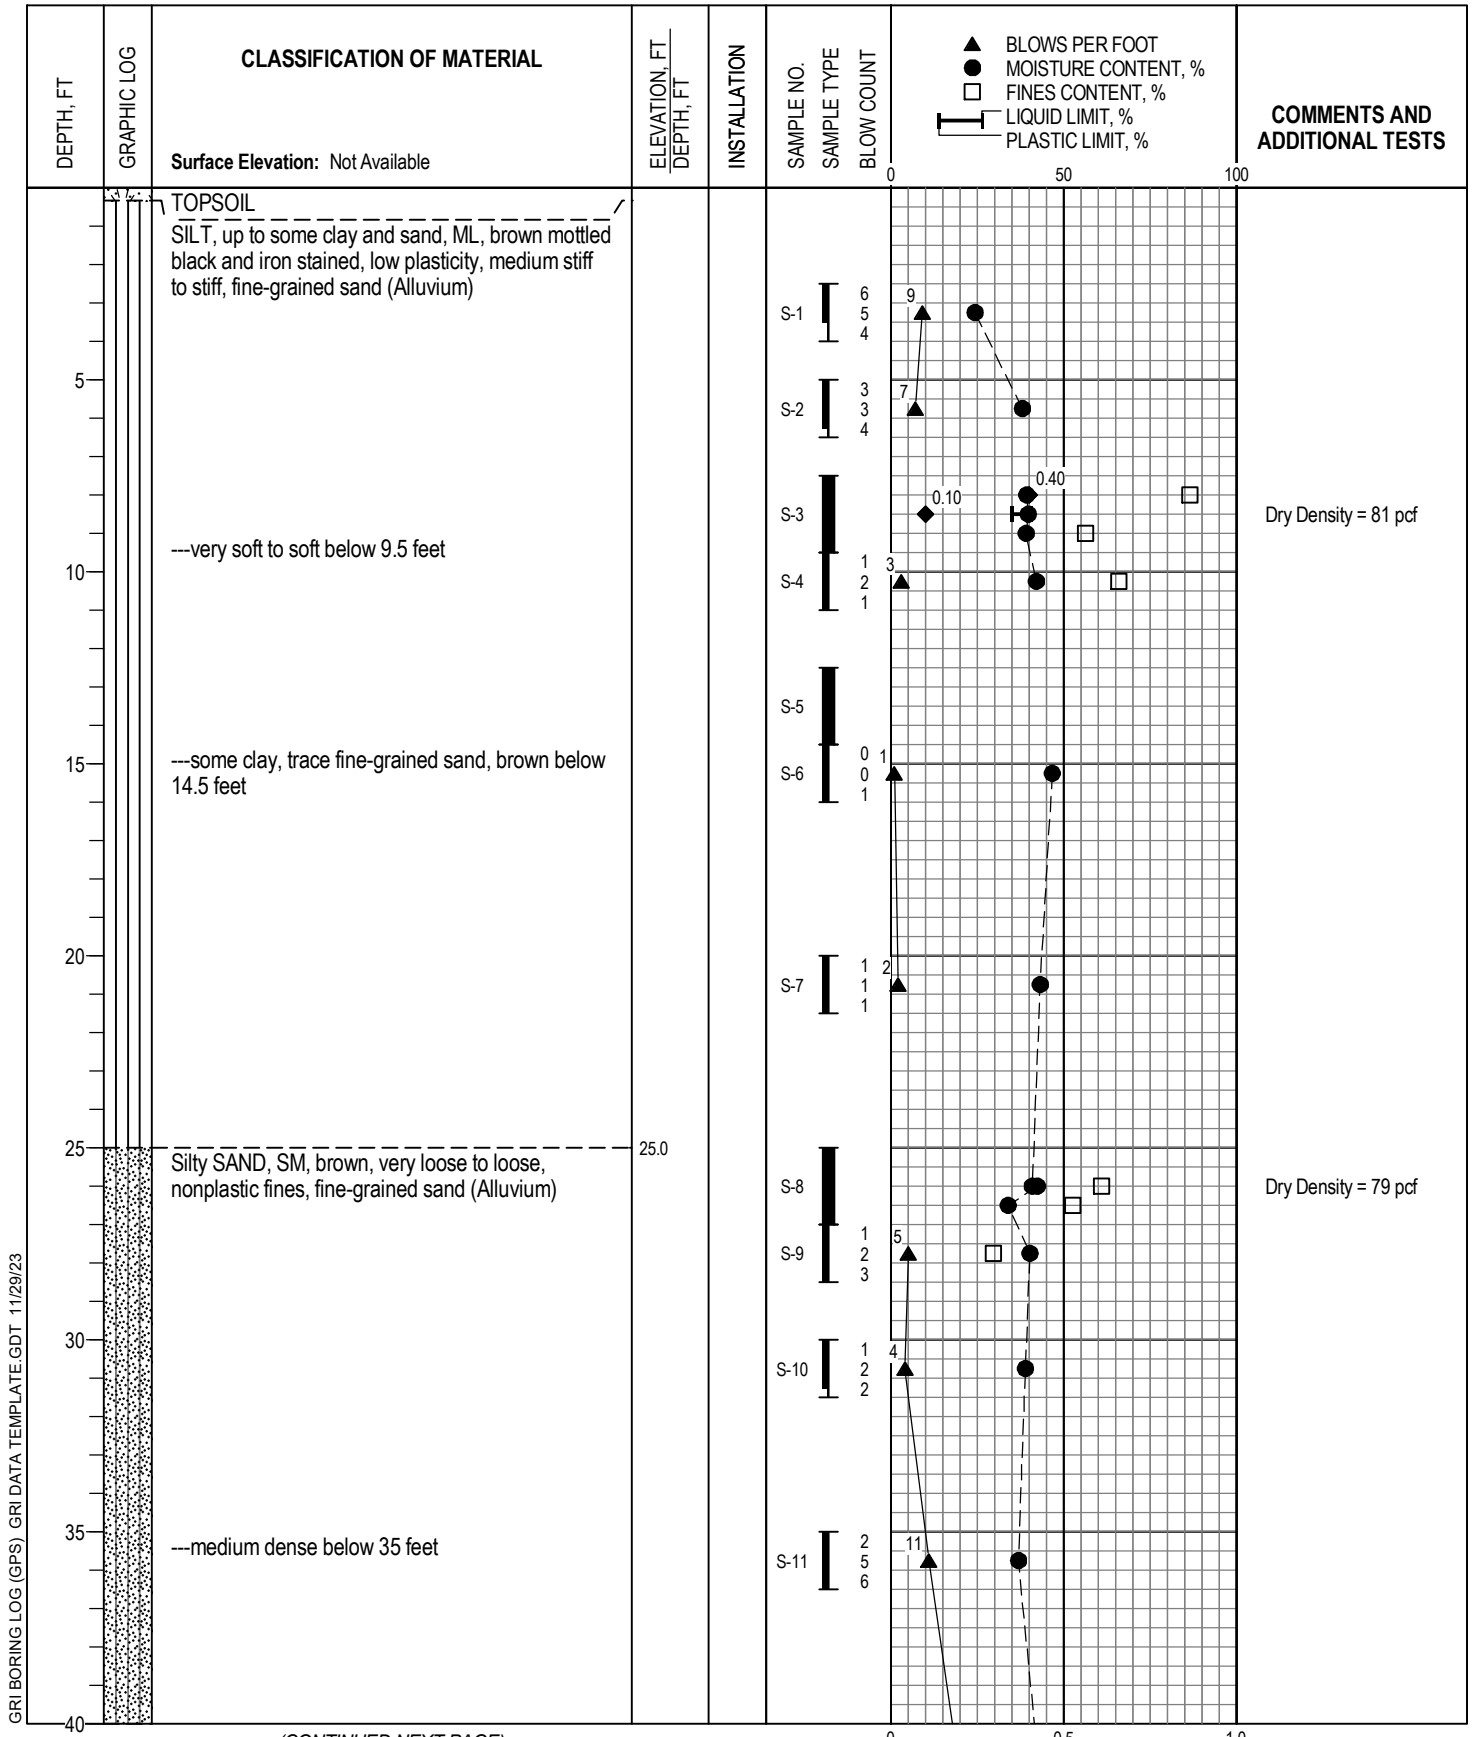 DEPTH, FT
GRAPHIC LOG
CLASSIFICATION OF MATERIAL
Surface Elevation: Not Available
ELEVATION, FT
DEPTH, FT
INSTALLATION
SAMPLE NO.
SAMPLE TYPE
BLOW COUNT
BLOWS PER FOOT
MOISTURE CONTENT, %
FINES CONTENT, %
LIQUID LIMIT, %
PLASTIC LIMIT, %
0 50 100
COMMENTS AND
ADDITIONAL TESTS
TOPSOIL
SILT, up to some clay and sand, ML, brown mottled
black and iron stained, low plasticity, medium stiff
to stiff, fine-grained sand (Alluvium)
S-1
6
5
4
9
5
S-2
3
3
4
7
S-3
0.40
0.10
Dry Density = 81 pcf
---very soft to soft below 9.5 feet
10
S-4
1
2
1
3
S-5
15
---some clay, trace fine-grained sand, brown below
14.5 feet
S-6
0
0
1
1
20
S-7
1
1
1
2
25
25.0
Silty SAND, SM, brown, very loose to loose,
nonplastic fines, fine-grained sand (Alluvium)
S-8
Dry Density = 79 pcf
S-9
1
2
3
5
30
S-10
1
2
2
4
35
---medium dense below 35 feet
S-11
2
5
6
11
40
(CONTINUED NEXT PAGE)
0 0.5 1.0
GRI BORING LOG (GPS) GRI DATA TEMPLATE.GDT 11/29/23